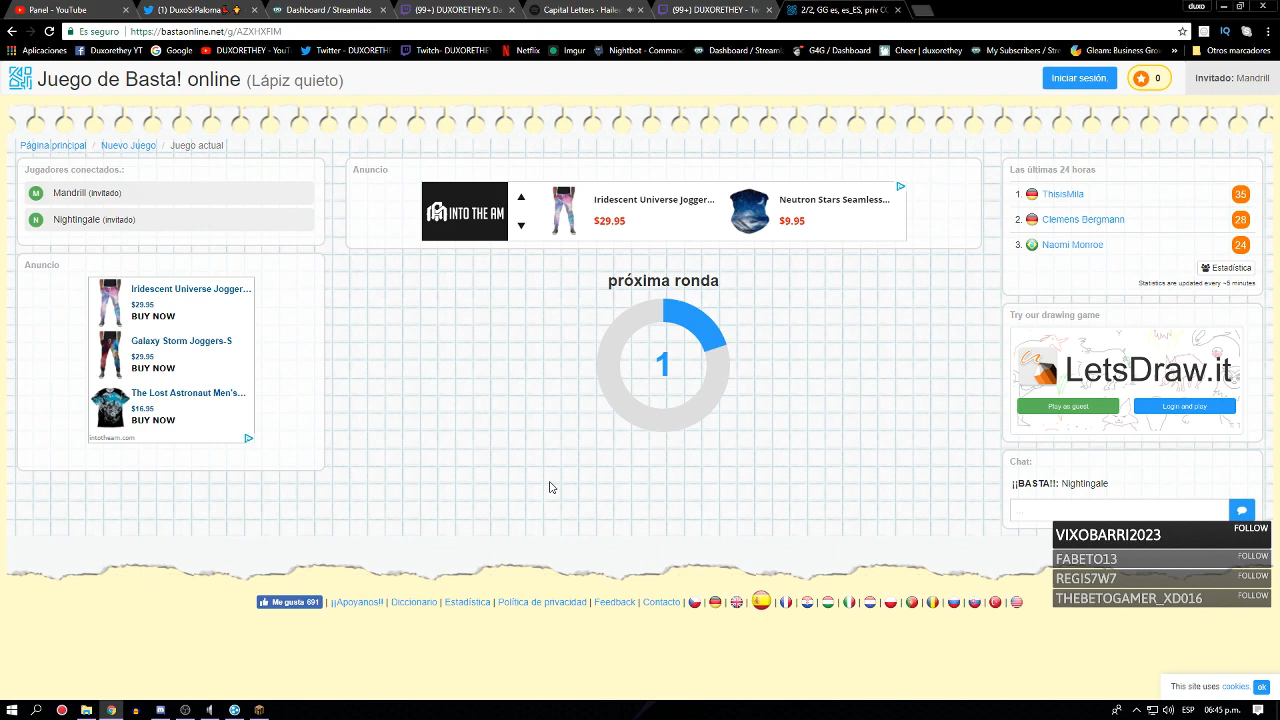 Panel - YouTube
(1) DuxoSrPaloma
Dashboard / Streamlabs
(99+) DUXORETHEY's D
Capital Letters - Hailee
(99+) DUXORETHEY - Tw
2/2, GG es, es_ES, priv CC
duxo
Es seguro
https://bastaonline.net/g/AZXHXFIM
Aplicaciones
Duxorethey YT
Google
DUXORETHEY - YouT
Twitter - DUXORETHE
Twitch- DUXORETHEY
Netflix
Imgur
Nightbot - Comman
Dashboard / Stream
G4G / Dashboard
Cheer | duxorethey
My Subscribers / Stre
Gleam: Business Grow
Otros marcadores
Juego de Basta! online (Lápiz quieto)
Iniciar sesión.
0
Invitado: Mandrill
Página principal / Nuevo Juego / Juego actual
Jugadores conectados.:
M Mandrill (invitado)
N Nightingale (invitado)
Anuncio
Iridescent Universe Jogger...
$29.95
BUY NOW
Galaxy Storm Joggers-S
$29.95
BUY NOW
The Lost Astronaut Men's...
$16.95
BUY NOW
intotheam.com
Anuncio
INTO THE AM
Iridescent Universe Jogger...
$29.95
Neutron Stars Seamless...
$9.95
próxima ronda
1
Las últimas 24 horas
1. ThisisMila 35
2. Clemens Bergmann 28
3. Naomi Monroe 24
Estadística
Statistics are updated every ~5 minutes
Try our drawing game
LetsDraw.it
Play as guest
Login and play
Chat:
¡¡BASTA!!: Nightingale
...
VIXOBARRI2023 FOLLOW
FABETO13 FOLLOW
REGIS7W7 FOLLOW
THEBETOGAMER_XD016 FOLLOW
Me gusta 691 | ¡¡Apoyanos!! | Diccionario | Estadística | Política de privacidad | Feedback | Contacto
This site uses cookies. ok
ESP
06:45 p.m.